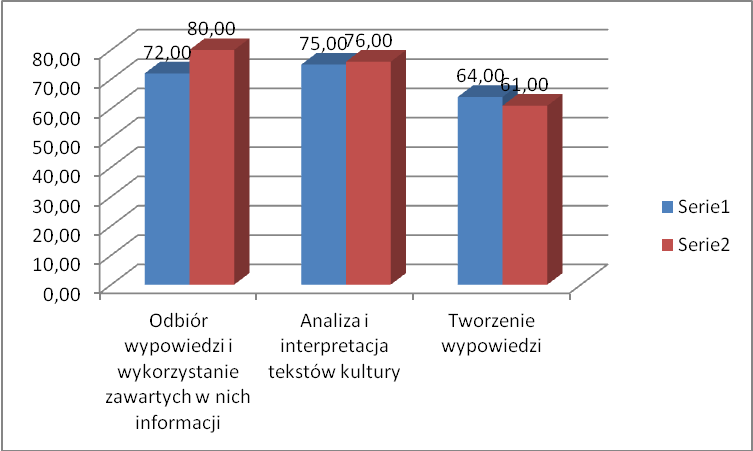 80,00
72,00
75,00
76,00
64,00
61,00
80,00
70,00
60,00
50,00
40,00
30,00
20,00
10,00
0,00
Odbiór
wypowiedzi i
wykorzystanie
zawartych w nich
informacji
Analiza i
interpretacja
tekstów kultury
Tworzenie
wypowiedzi
Serie1
Serie2